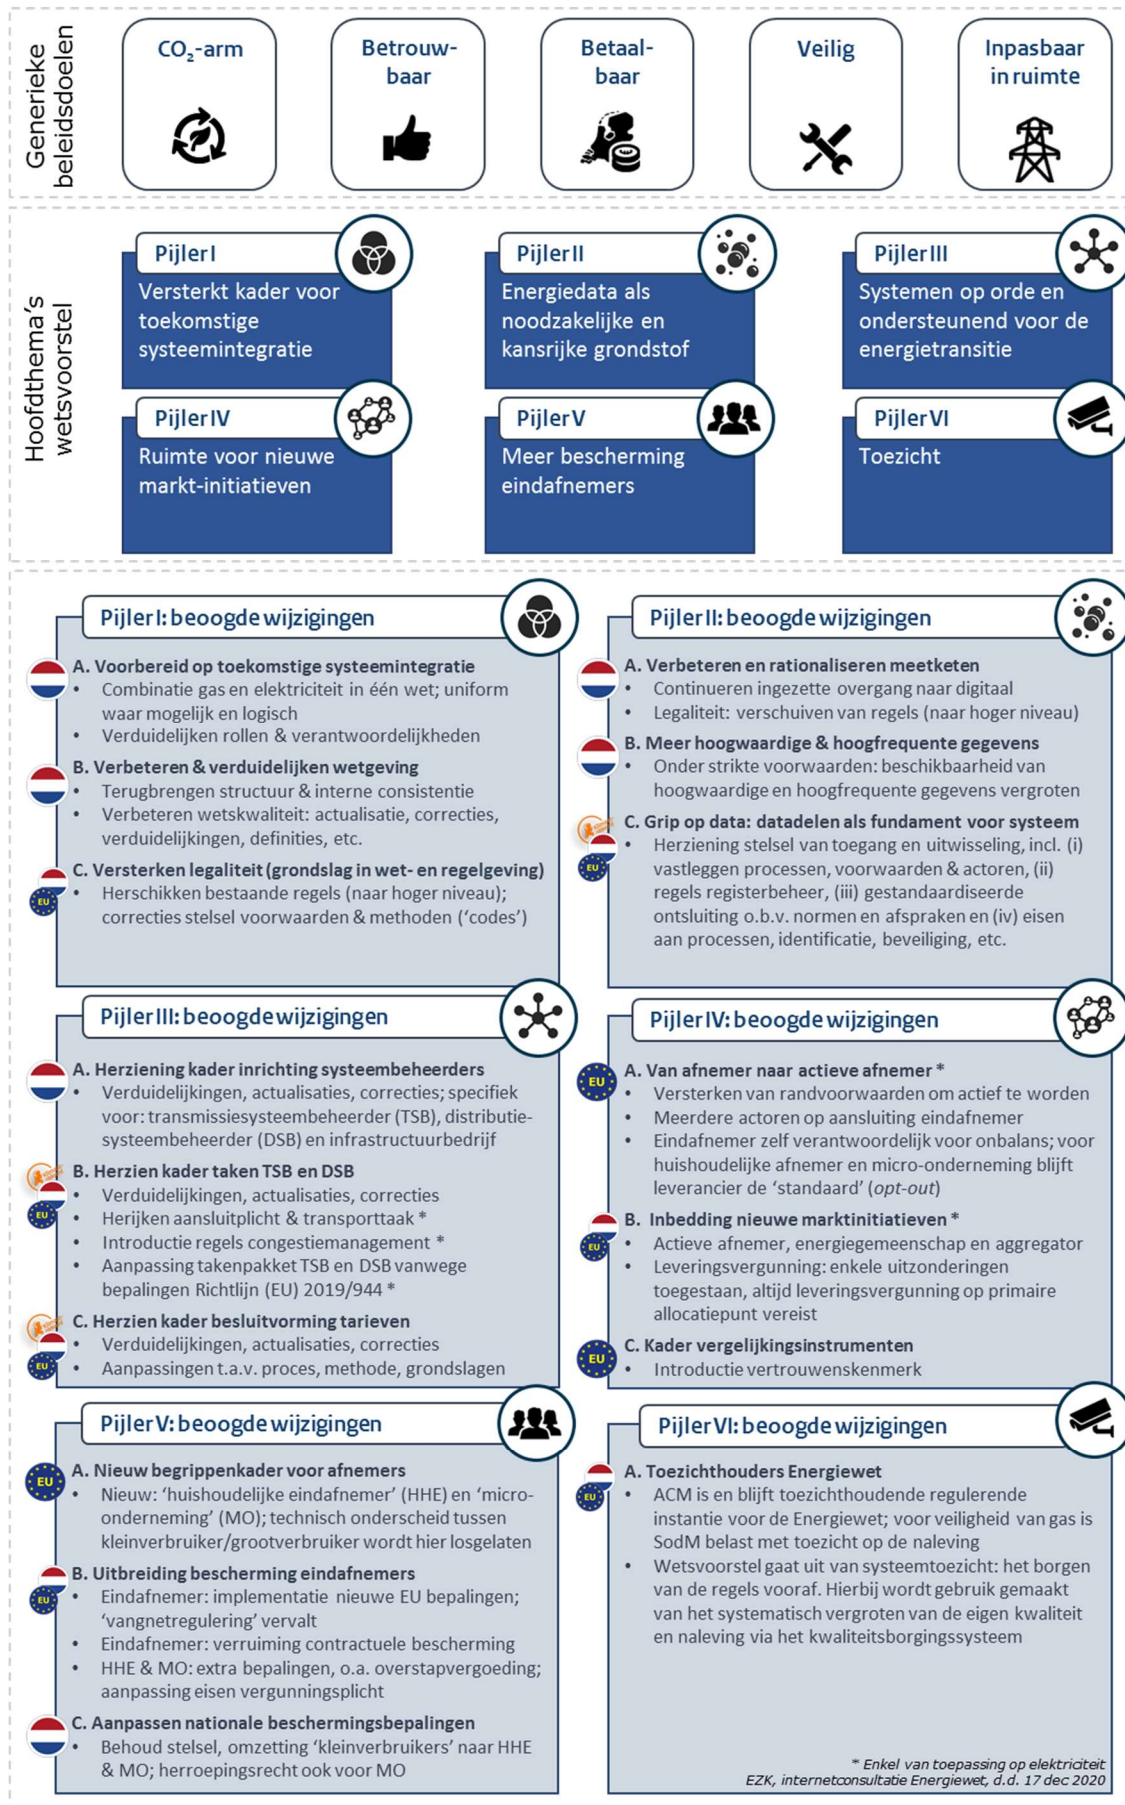 Generieke
beleidsdoelen
CO₂-arm
Betrouw-
baar
Betaal-
baar
Veilig
Inpasbaar
in ruimte
Hoofdthema's
wetsvoorstel
Pijler I
Versterkt kader voor
toekomstige
systeemintegratie
Pijler II
Energiedata als
noodzakelijke en
kansrijke grondstof
Pijler III
Systemen op orde en
ondersteunend voor de
energietransitie
Pijler IV
Ruimte voor nieuwe
markt-initiatieven
Pijler V
Meer bescherming
eindafnemers
Pijler VI
Toezicht
Pijler I: beoogde wijzigingen
A. Voorbereid op toekomstige systeemintegratie
• Combinatie gas en elektriciteit in één wet; uniform
waar mogelijk en logisch
• Verduidelijken rollen & verantwoordelijkheden
B. Verbeteren & verduidelijken wetgeving
• Terugbrengen structuur & interne consistentie
• Verbeteren wetskwaliteit: actualisatie, correcties,
verduidelijkingen, definities, etc.
C. Versterken legaliteit (grondslag in wet- en regelgeving)
EU
• Herschikken bestaande regels (naar hoger niveau);
correcties stelsel voorwaarden & methoden ('codes')
Pijler II: beoogde wijzigingen
A. Verbeteren en rationaliseren meetketen
• Continueren ingezette overgang naar digitaal
• Legaliteit: verschuiven van regels (naar hoger niveau)
B. Meer hoogwaardige & hoogfrequente gegevens
• Onder strikte voorwaarden: beschikbaarheid van
hoogwaardige en hoogfrequente gegevens vergroten
C. Grip op data: datadelen als fundament voor systeem
EU
• Herziening stelsel van toegang en uitwisseling, incl. (i)
vastleggen processen, voorwaarden & actoren, (ii)
regels registerbeheer, (iii) gestandaardiseerde
ontsluiting o.b.v. normen en afspraken en (iv) eisen
aan processen, identificatie, beveiliging, etc.
Pijler III: beoogde wijzigingen
A. Herziening kader inrichting systeembeheerders
• Verduidelijkingen, actualisaties, correcties; specifiek
voor: transmissiesysteembeheerder (TSB), distributie-
systeembeheerder (DSB) en infrastructuurbedrijf
B. Herzien kader taken TSB en DSB
EU
• Verduidelijkingen, actualisaties, correcties
• Herijken aansluitplicht & transporttaak *
• Introductie regels congestiemanagement *
• Aanpassing takenpakket TSB en DSB vanwege
bepalingen Richtlijn (EU) 2019/944 *
C. Herzien kader besluitvorming tarieven
EU
• Verduidelijkingen, actualisaties, correcties
• Aanpassingen t.a.v. proces, methode, grondslagen
Pijler IV: beoogde wijzigingen
EU
A. Van afnemer naar actieve afnemer *
• Versterken van randvoorwaarden om actief te worden
• Meerdere actoren op aansluiting eindafnemer
• Eindafnemer zelf verantwoordelijk voor onbalans; voor
huishoudelijke afnemer en micro-onderneming blijft
leverancier de 'standaard' (opt-out)
B. Inbedding nieuwe marktinitiatieven *
EU
• Actieve afnemer, energiegemeenschap en aggregator
• Leveringsvergunning: enkele uitzonderingen
toegestaan, altijd leveringsvergunning op primaire
allocatiepunt vereist
EU
C. Kader vergelijkingsinstrumenten
• Introductie vertrouwenskenmerk
Pijler V: beoogde wijzigingen
EU
A. Nieuw begrippenkader voor afnemers
• Nieuw: 'huishoudelijke eindafnemer' (HHE) en 'micro-
onderneming' (MO); technisch onderscheid tussen
kleinverbruiker/grootverbruiker wordt hier losgelaten
B. Uitbreiding bescherming eindafnemers
EU
• Eindafnemer: implementatie nieuwe EU bepalingen;
'vangnetregulering' vervalt
• Eindafnemer: verruiming contractuele bescherming
• HHE & MO: extra bepalingen, o.a. overstapvergoeding;
aanpassing eisen vergunningsplicht
C. Aanpassen nationale beschermingsbepalingen
• Behoud stelsel, omzetting 'kleinverbruikers' naar HHE
& MO; herroepingsrecht ook voor MO
Pijler VI: beoogde wijzigingen
A. Toezichthouders Energiewet
EU
• ACM is en blijft toezichthoudende regulerende
instantie voor de Energiewet; voor veiligheid van gas is
SodM belast met toezicht op de naleving
• Wetsvoorstel gaat uit van systeemtoezicht: het borgen
van de regels vooraf. Hierbij wordt gebruik gemaakt
van het systematisch vergroten van de eigen kwaliteit
en naleving via het kwaliteitsborgingssysteem
* Enkel van toepassing op elektriciteit
EZK, internetconsultatie Energiewet, d.d. 17 dec 2020